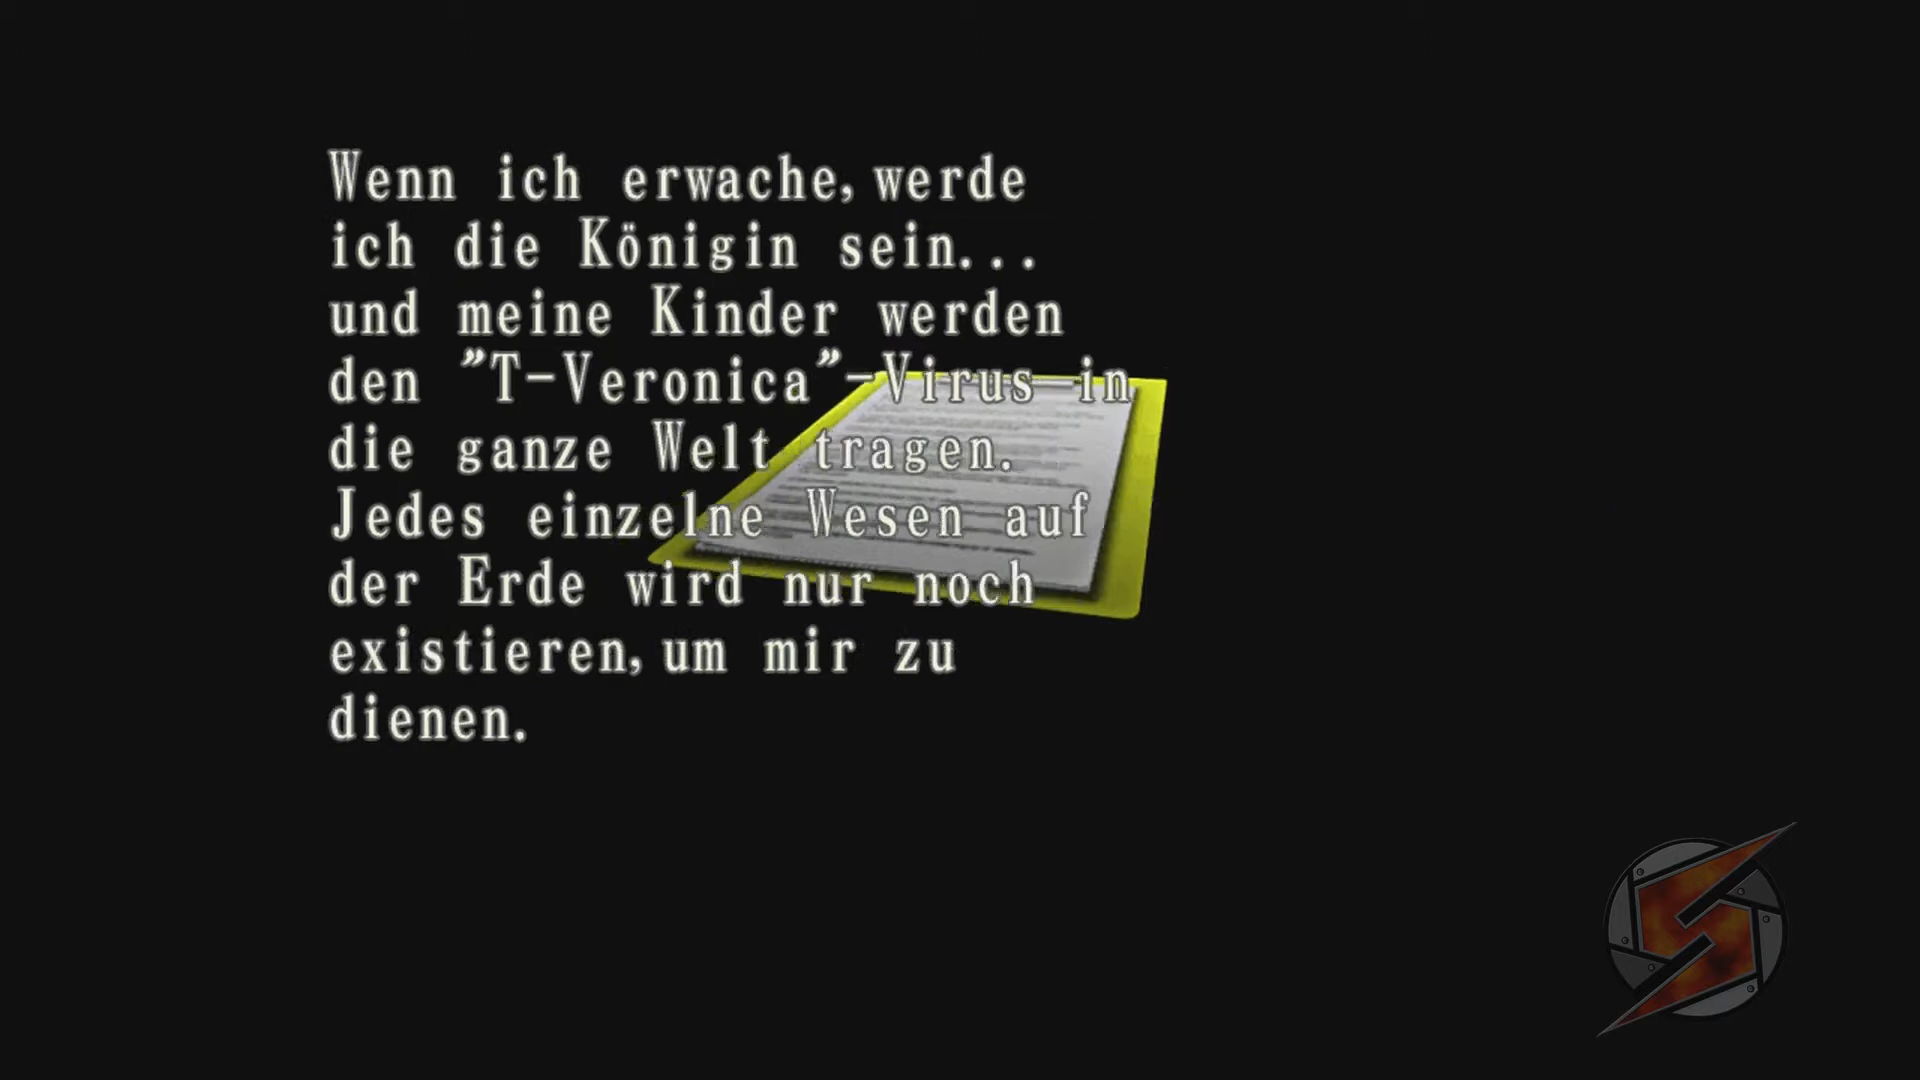 Wenn ich erwache, werde
ich die Königin sein...
und meine Kinder werden
den "T-Veronica"-Virus in
die ganze Welt tragen.
Jedes einzelne Wesen auf
der Erde wird nur noch
existieren, um mir zu
dienen.